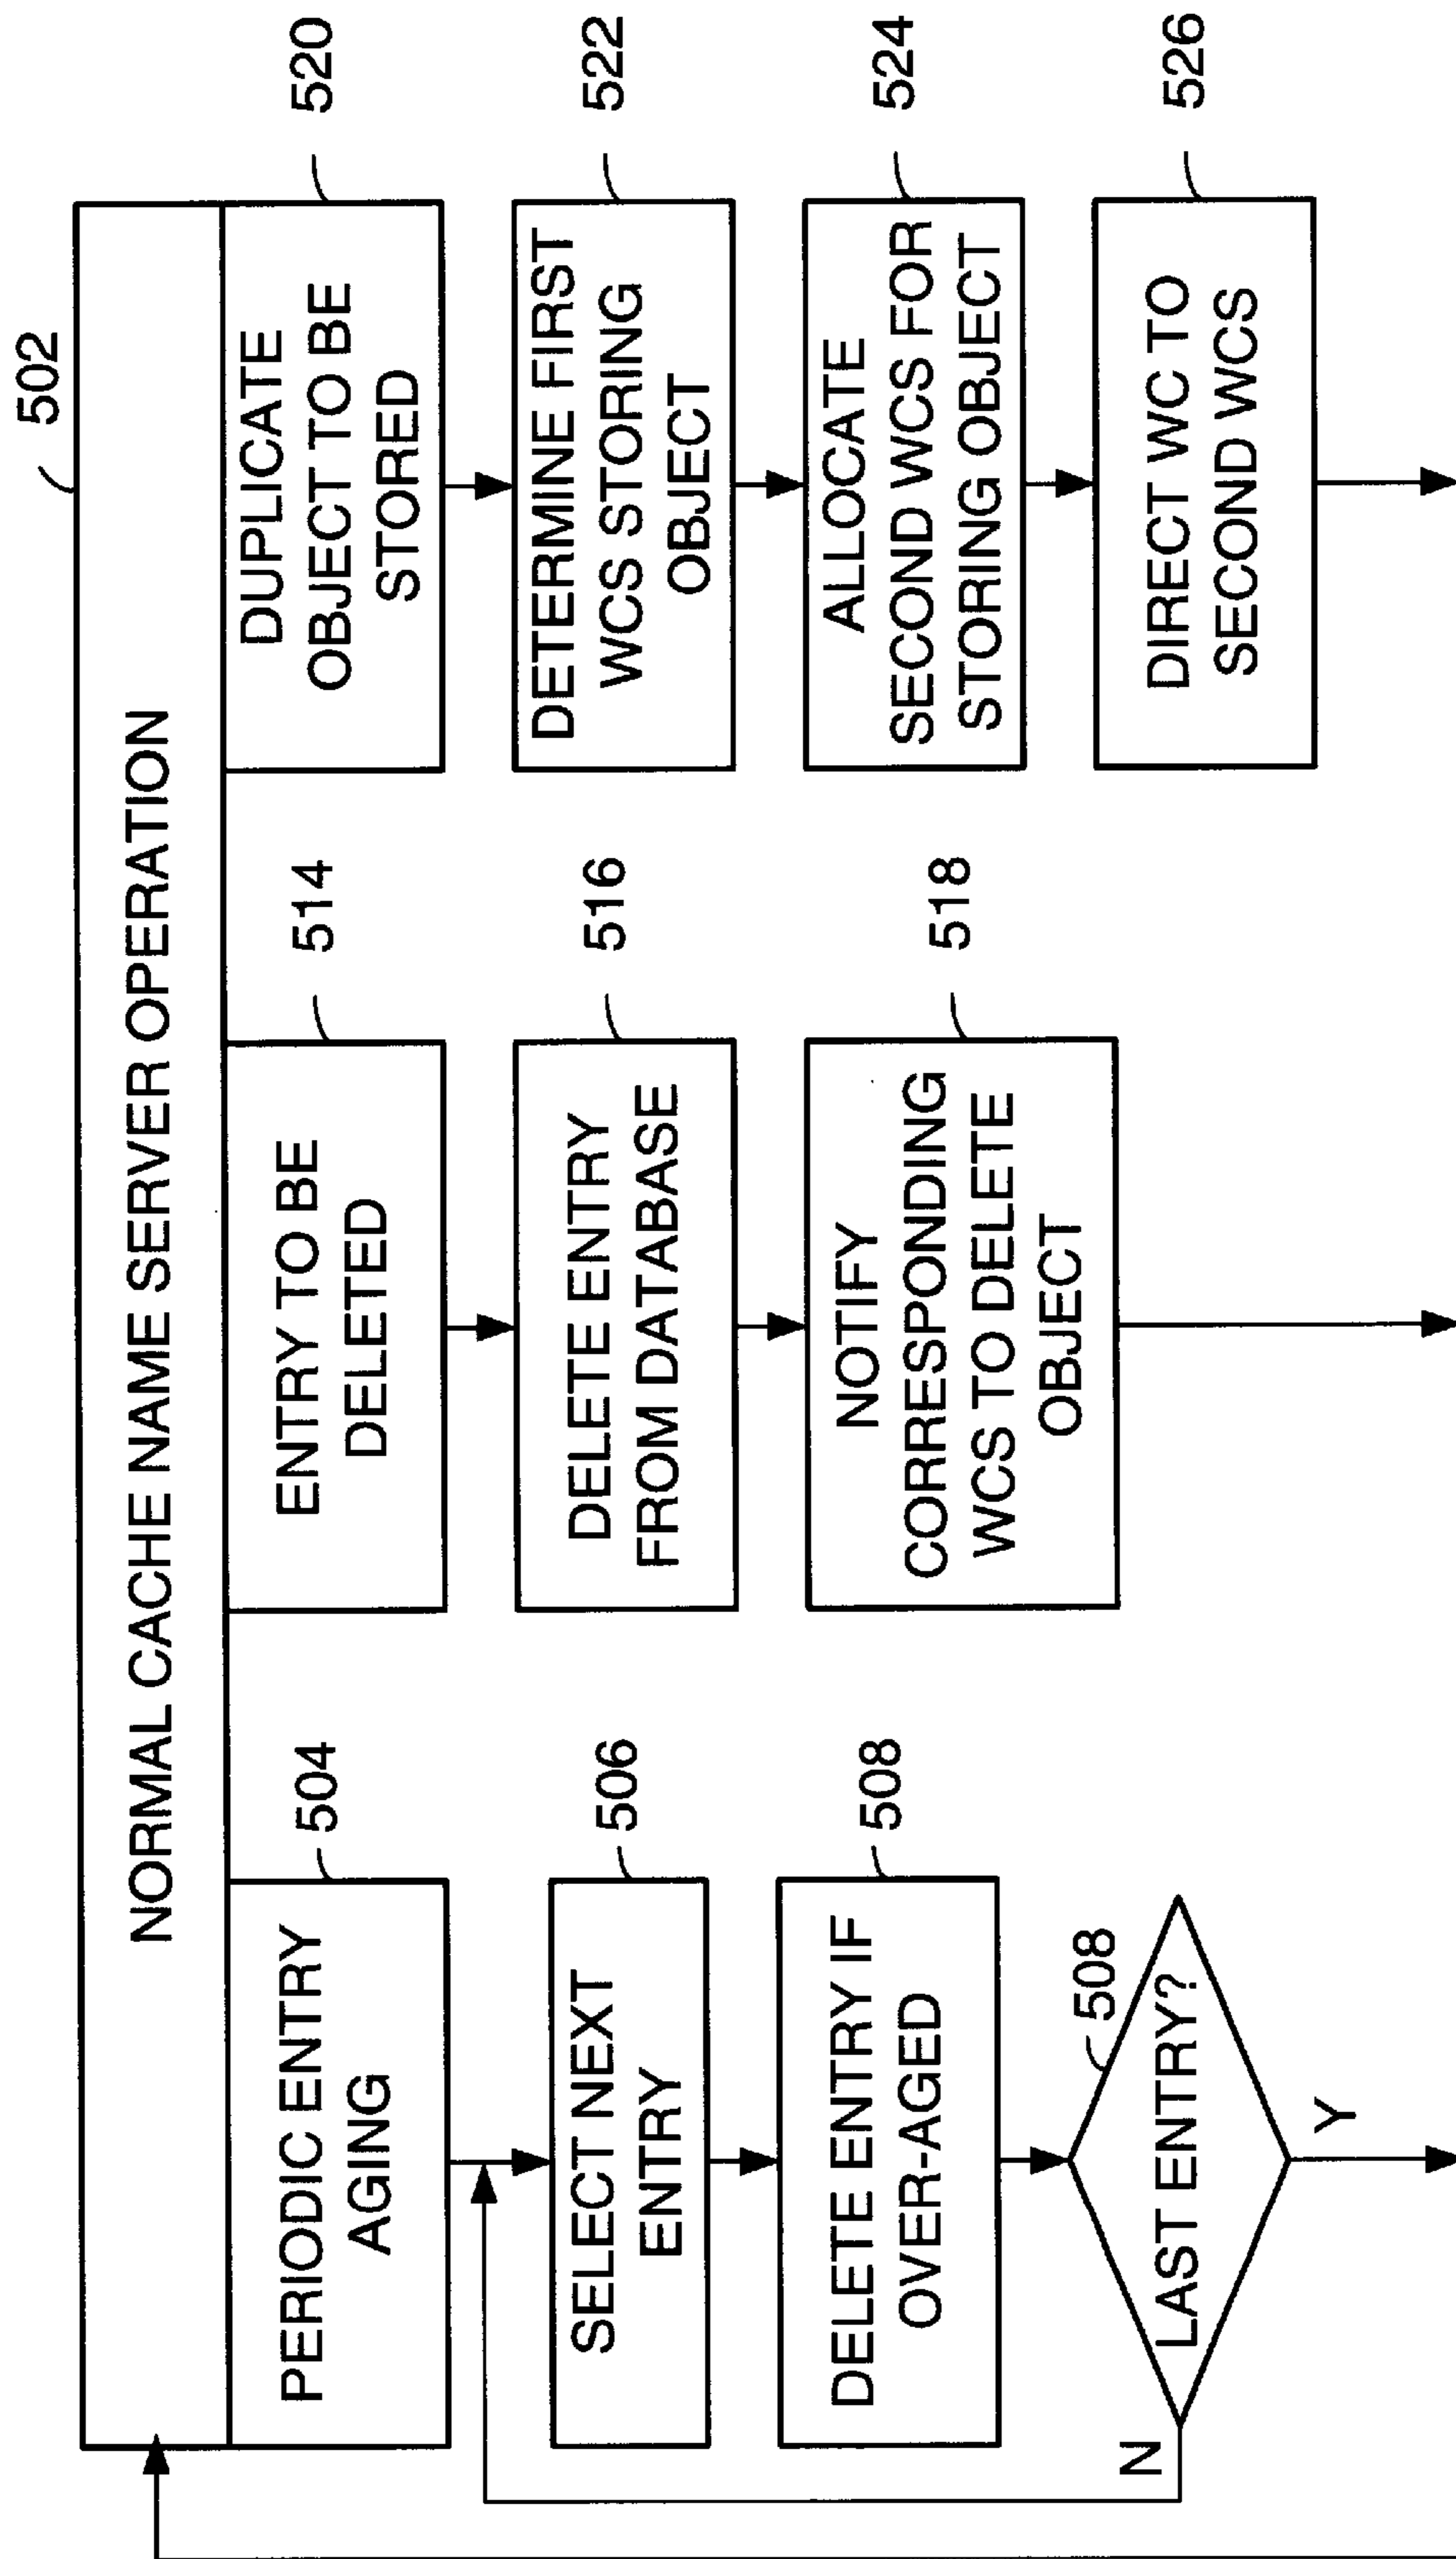 502
NORMAL CACHE NAME SERVER OPERATION
504
PERIODIC ENTRY
AGING
506
SELECT NEXT
ENTRY
508
DELETE ENTRY IF
OVER-AGED
508
LAST ENTRY?
N
Y
514
ENTRY TO BE
DELETED
516
DELETE ENTRY
FROM DATABASE
518
NOTIFY
CORRESPONDING
WCS TO DELETE
OBJECT
520
DUPLICATE
OBJECT TO BE
STORED
522
DETERMINE FIRST
WCS STORING
OBJECT
524
ALLOCATE
SECOND WCS FOR
STORING OBJECT
526
DIRECT WC TO
SECOND WCS